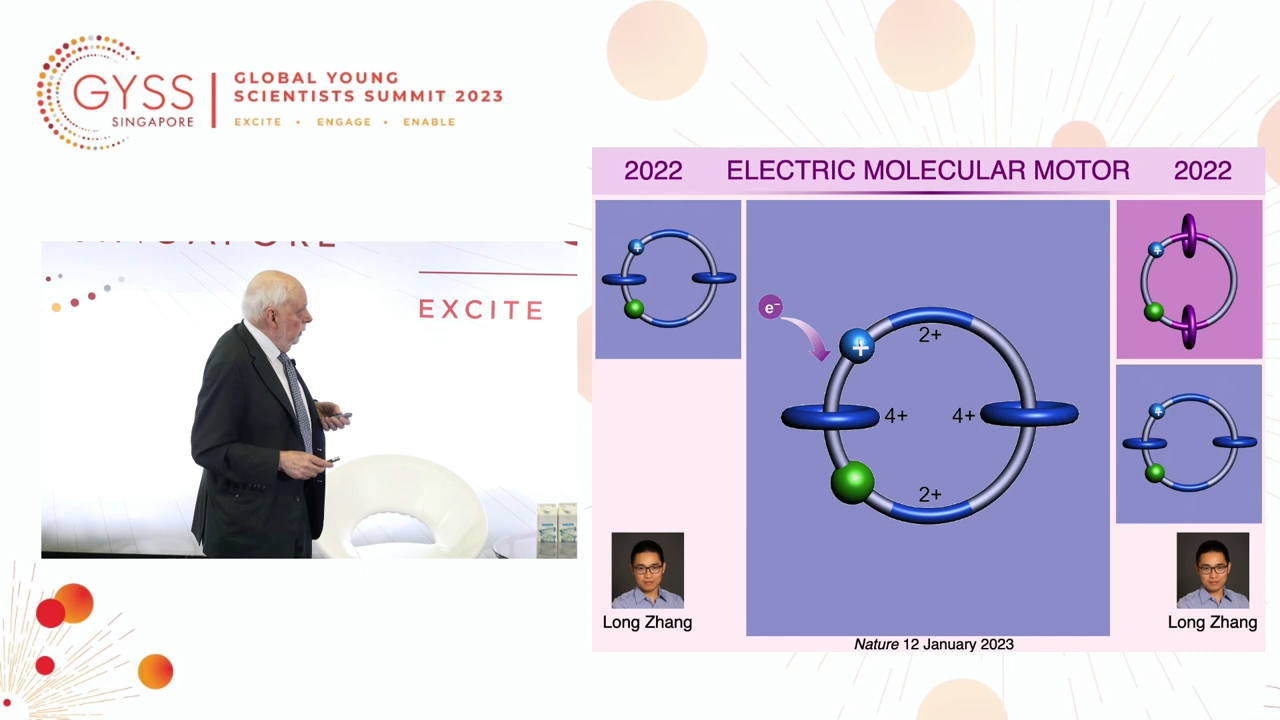 GYSS
SINGAPORE
GLOBAL YOUNG
SCIENTISTS SUMMIT 2023
EXCITE • ENGAGE • ENABLE
SINGAPORE
EXCITE
2022 ELECTRIC MOLECULAR MOTOR 2022
+
+
e⁻
+
2+
4+ 4+
2+
+
Long Zhang
Long Zhang
Nature 12 January 2023